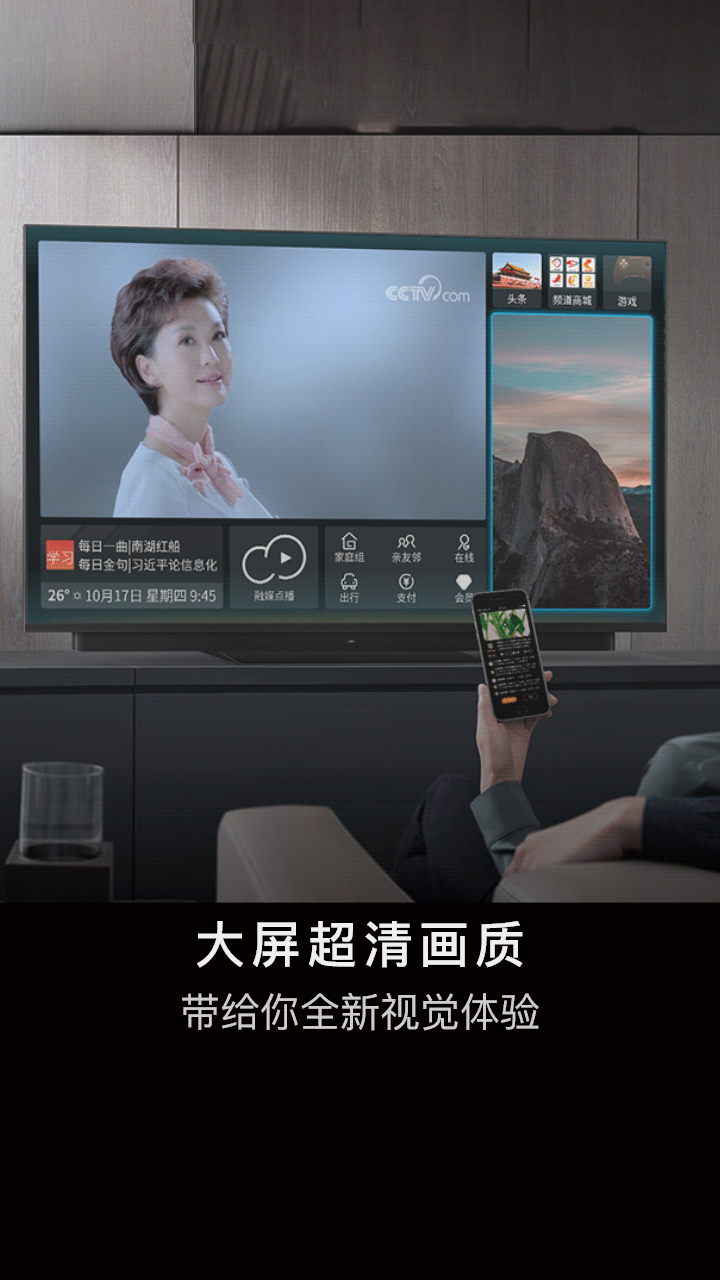 CCTV.com
头条
频道商城
游戏
学习
每日一曲|南湖红船
每日金句|习近平论信息化
26° 10月17日 星期四 9:45
融媒点播
家庭组
亲友邻
在线
出行
支付
大屏超清画质
带给你全新视觉体验